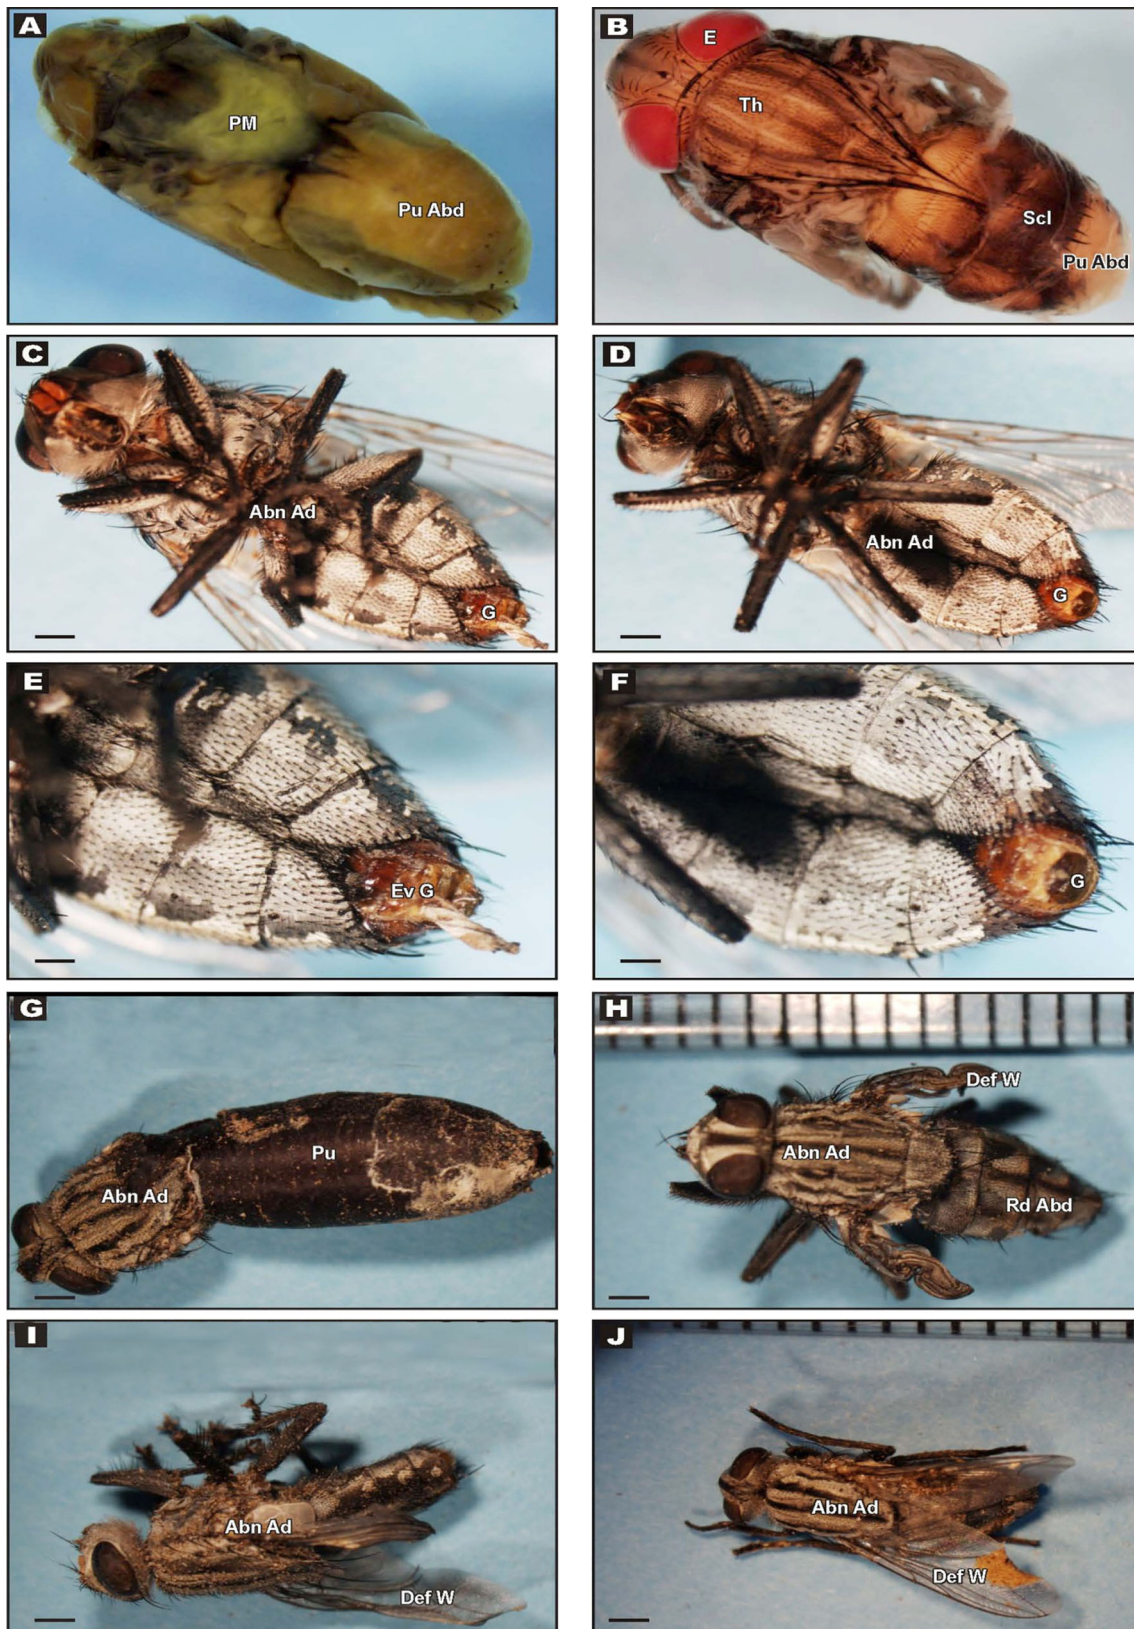 A
PM
Pu Abd
B
E
Th
Scl
Pu Abd
C
Abn Ad
G
D
Abn Ad
G
E
Ev G
F
G
G
Abn Ad
Pu
H
Def W
Abn Ad
Rd Abd
I
Abn Ad
Def W
J
Abn Ad
Def W